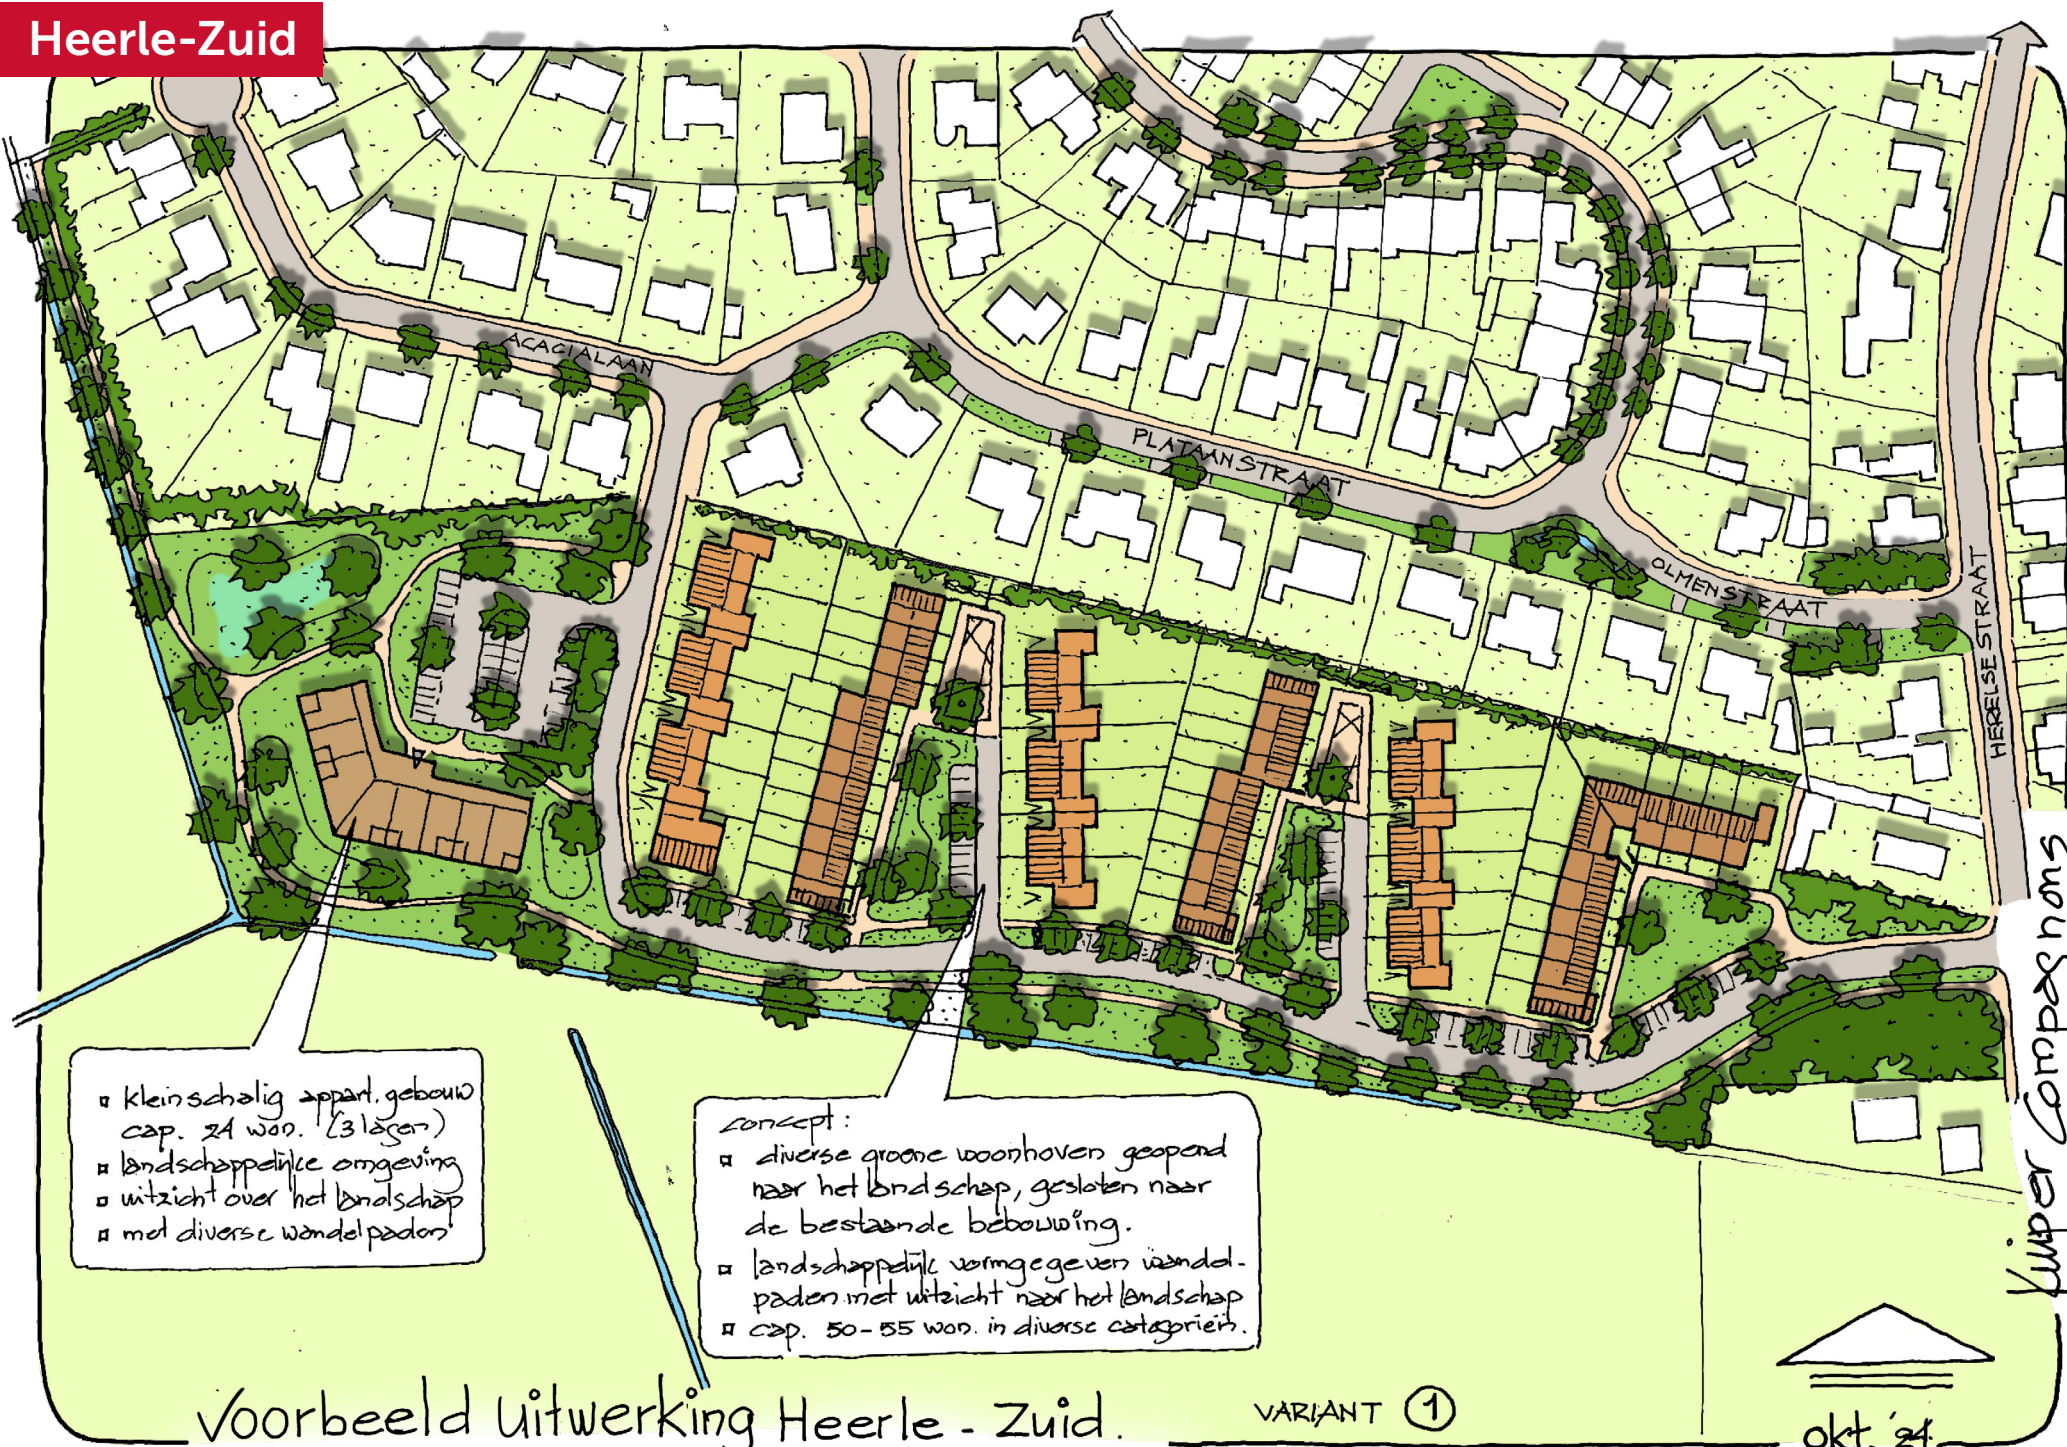 Heerle-Zuid
ACACIALAAN
PLATAANSTRAAT
OLMENSTRAAT
HERELSESTRAAT
kleinschalig appart. gebouw
cap. 24 won. (3 lagen)
landschappelijke omgeving
uitzicht over het landschap
met diverse wandelpaden
concept:
diverse groene woonhoven geopend
naar het landschap, gesloten naar
de bestaande bebouwing.
landschappelijk vormgegeven wandel-
paden met uitzicht naar het landschap
cap. 50-55 won. in diverse categorieën.
Kuiper Compagnons
Voorbeeld Uitwerking Heerle - Zuid.
VARIANT 1
okt. '24